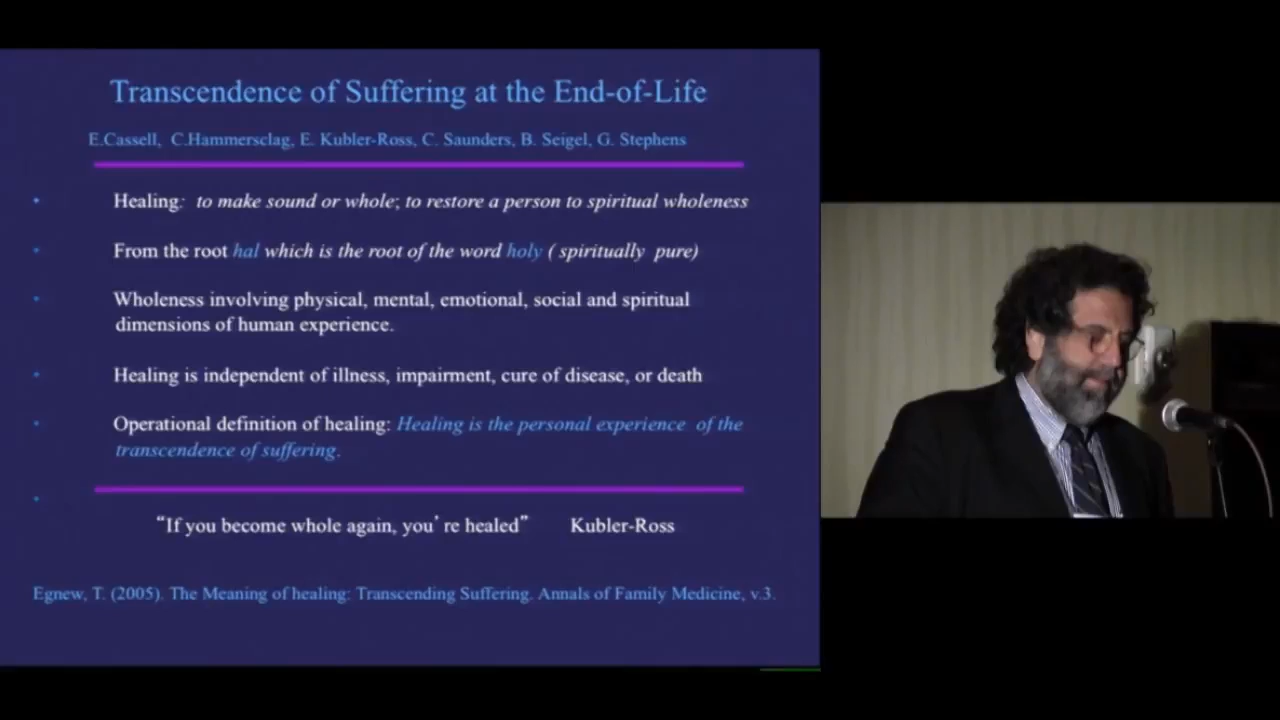 Transcendence of Suffering at the End-of-Life
E.Cassell, C.Hammersclag, E. Kubler-Ross, C. Saunders, B. Seigel, G. Stephens
• Healing: to make sound or whole; to restore a person to spiritual wholeness
• From the root hal which is the root of the word holy ( spiritually pure)
• Wholeness involving physical, mental, emotional, social and spiritual
dimensions of human experience.
• Healing is independent of illness, impairment, cure of disease, or death
• Operational definition of healing: Healing is the personal experience of the
transcendence of suffering.
•
“If you become whole again, you’ re healed” Kubler-Ross
Egnew, T. (2005). The Meaning of healing: Transcending Suffering. Annals of Family Medicine, v.3.